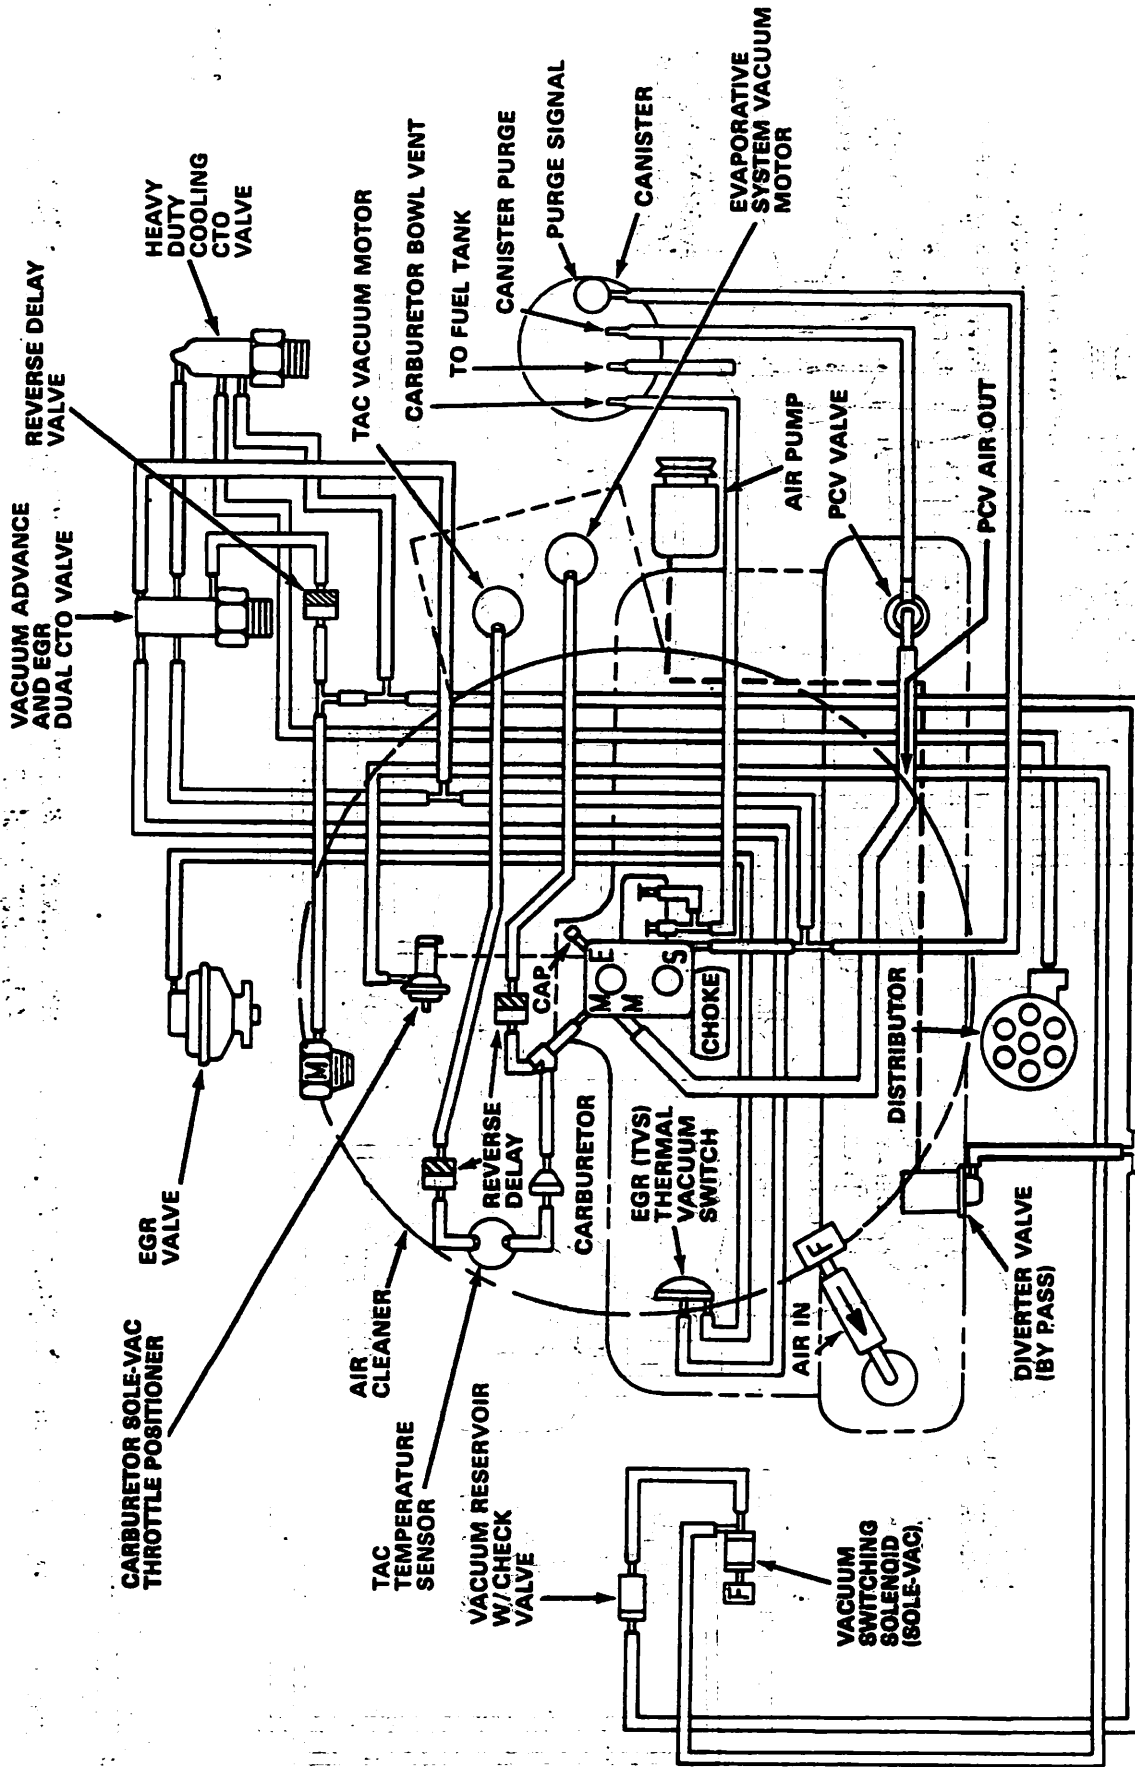 VACUUM ADVANCE
AND EGR
DUAL CTO VALVE
REVERSE DELAY
VALVE
HEAVY
DUTY
COOLING
CTO
VALVE
TAC VACUUM MOTOR
CARBURETOR BOWL VENT
TO FUEL TANK
CANISTER PURGE
PURGE SIGNAL
CANISTER
EVAPORATIVE
SYSTEM VACUUM
MOTOR
AIR PUMP
PCV VALVE
PCV AIR OUT
EGR
VALVE
CARBURETOR SOLE-VAC
THROTTLE POSITIONER
M
AIR
CLEANER
TAC
TEMPERATURE
SENSOR
REVERSE
DELAY
CAP
E
S
M
M
CHOKE
CARBURETOR
EGR (TVS)
THERMAL
VACUUM
SWITCH
DISTRIBUTOR
VACUUM RESERVOIR
W/CHECK
VALVE
F
AIR IN
DIVERTER VALVE
(BY PASS)
F
VACUUM
SWITCHING
SOLENOID
(SOLE-VAC)